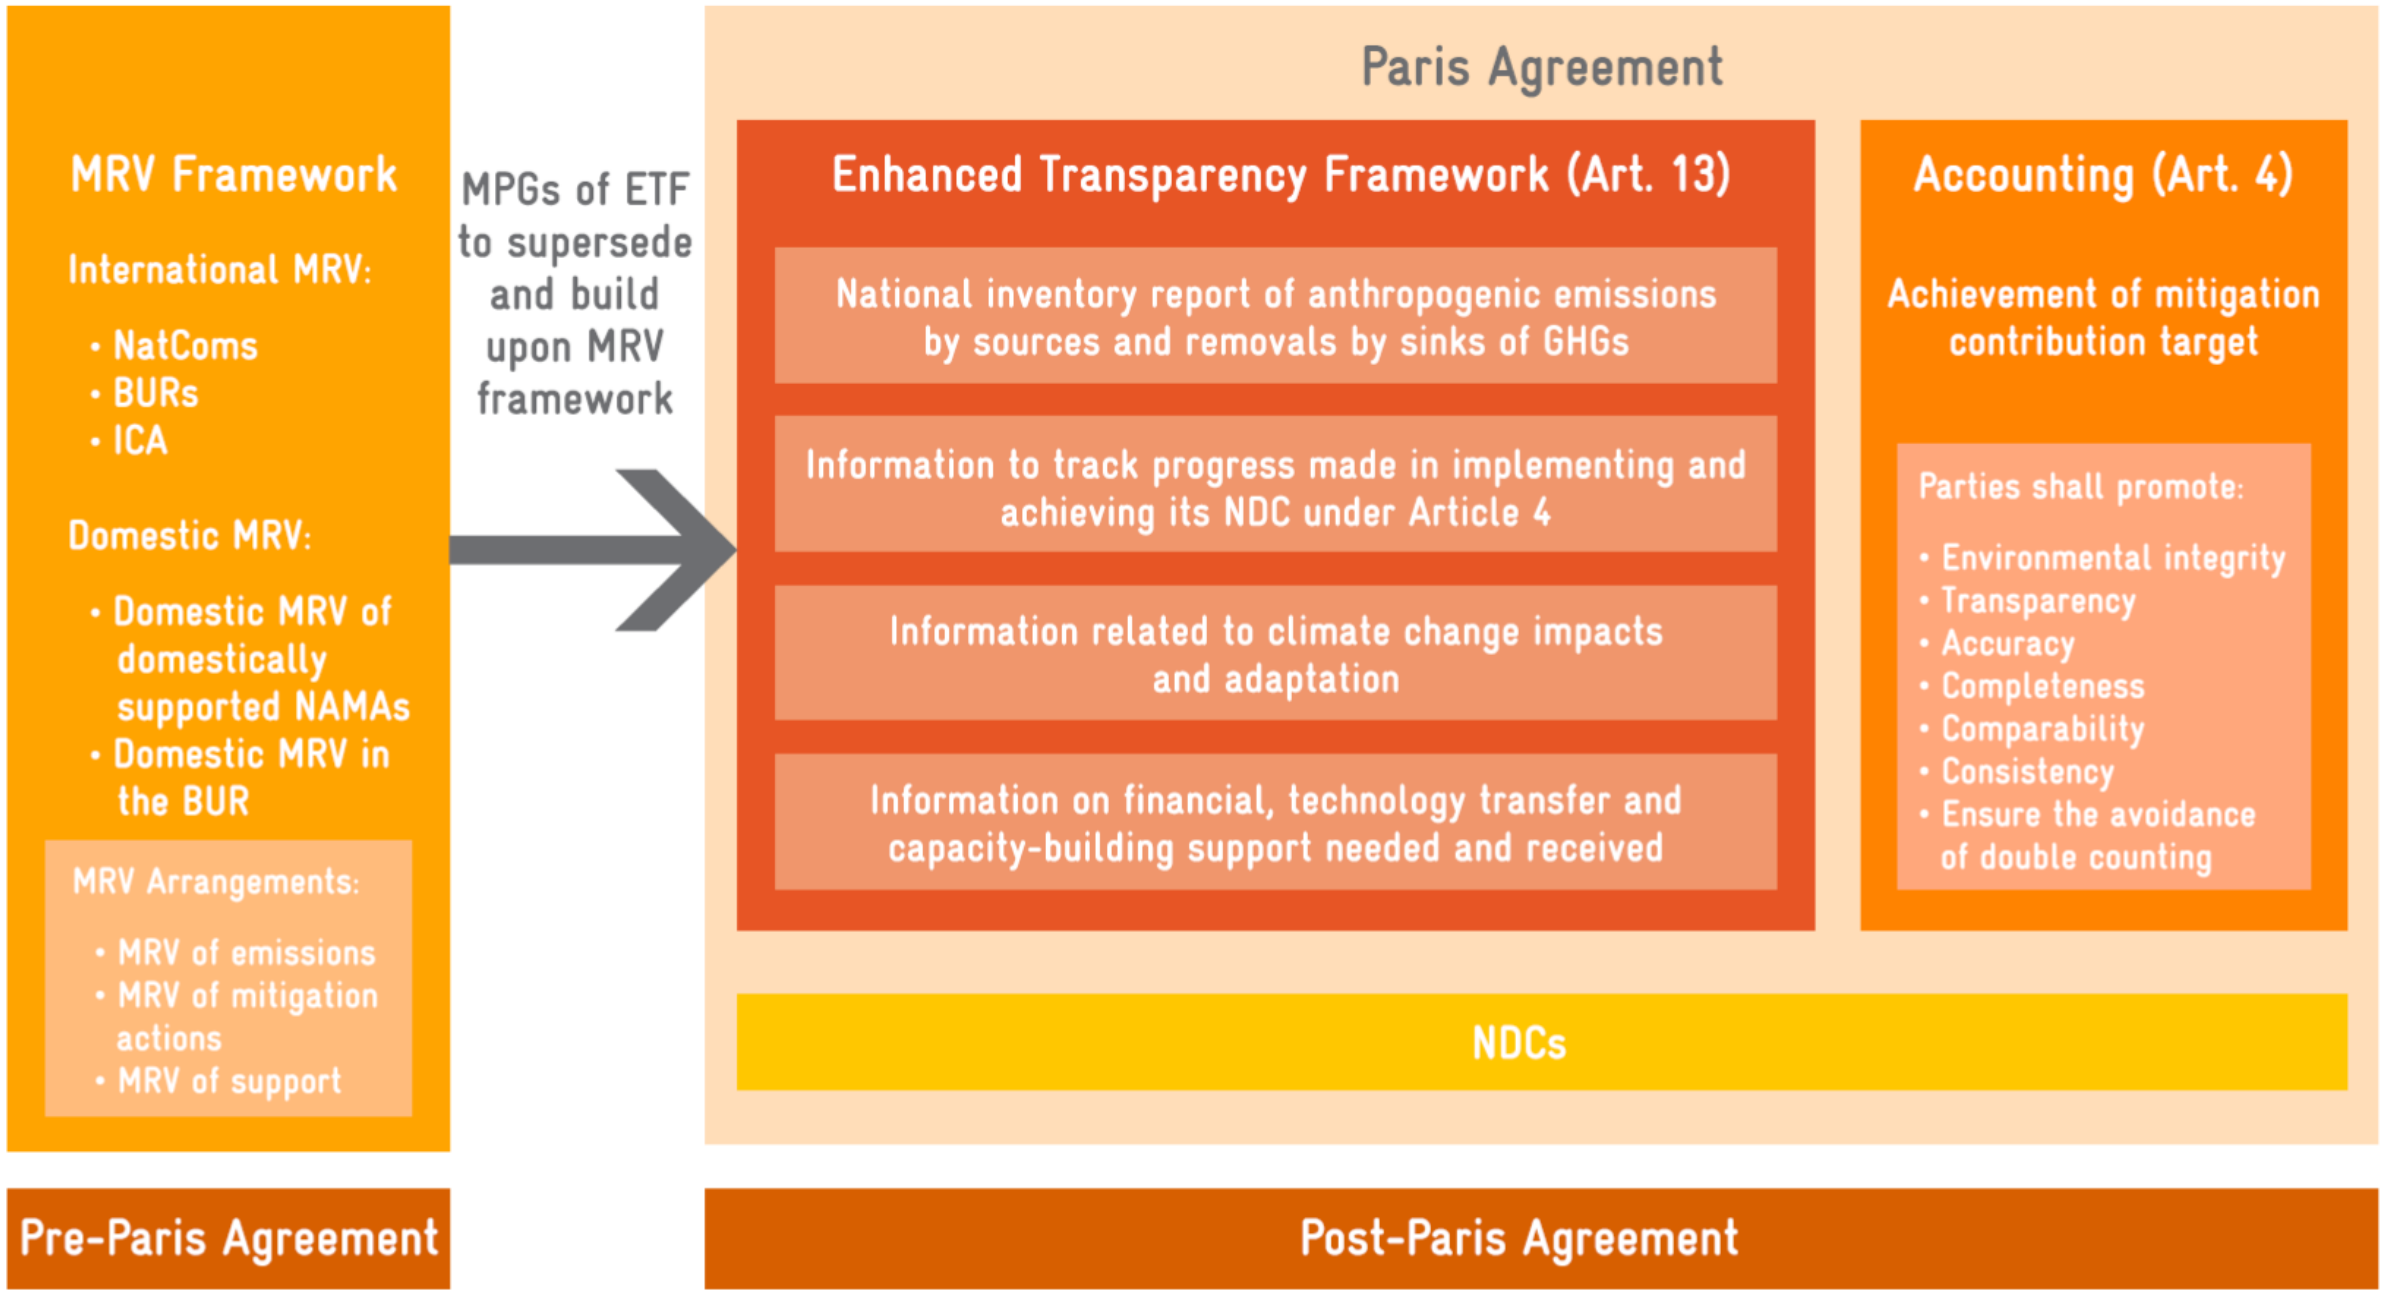 MRV Framework
International MRV:
• NatComs
• BURs
• ICA
Domestic MRV:
• Domestic MRV of
domestically
supported NAMAs
• Domestic MRV in
the BUR
MRV Arrangements:
• MRV of emissions
• MRV of mitigation
actions
• MRV of support
Pre-Paris Agreement
MPGs of ETF
to supersede
and build
upon MRV
framework
Paris Agreement
Enhanced Transparency Framework (Art. 13)
National inventory report of anthropogenic emissions
by sources and removals by sinks of GHGs
Information to track progress made in implementing and
achieving its NDC under Article 4
Information related to climate change impacts
and adaptation
Information on financial, technology transfer and
capacity-building support needed and received
Accounting (Art. 4)
Achievement of mitigation
contribution target
Parties shall promote:
• Environmental integrity
• Transparency
• Accuracy
• Completeness
• Comparability
• Consistency
• Ensure the avoidance
of double counting
NDCs
Post-Paris Agreement